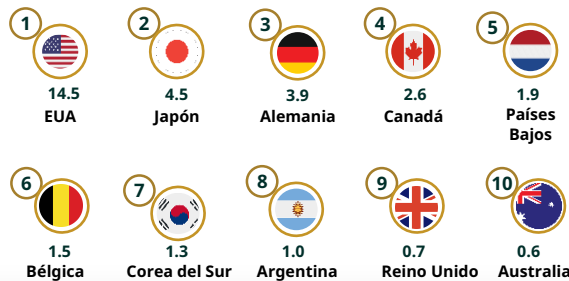 1 2 3 4 5
14.5 4.5 3.9 2.6 1.9
EUA Japón Alemania Canadá Países
Bajos
6 7 8 9 10
1.5 1.3 1.0 0.7 0.6
Bélgica Corea del Sur Argentina Reino Unido Australia